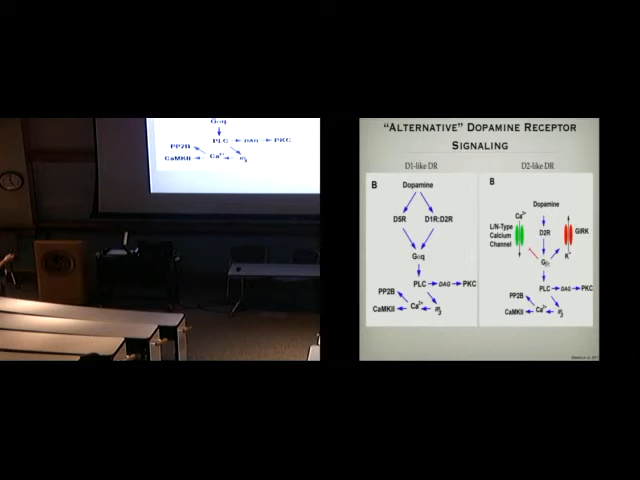 Gαq
PLC DAG PKC
PP2B
CaMKII Ca2+ IP3
"ALTERNATIVE" DOPAMINE RECEPTOR
SIGNALING
D1-like DR
D2-like DR
B
Dopamine
D5R D1R:D2R
Gαq
PLC DAG PKC
PP2B
CaMKII Ca2+ IP3
B
Dopamine
Ca2+
L/N-Type
Calcium
Channel
D2R
GIRK
K+
PLC DAG PKC
PP2B
CaMKII Ca2+ IP3